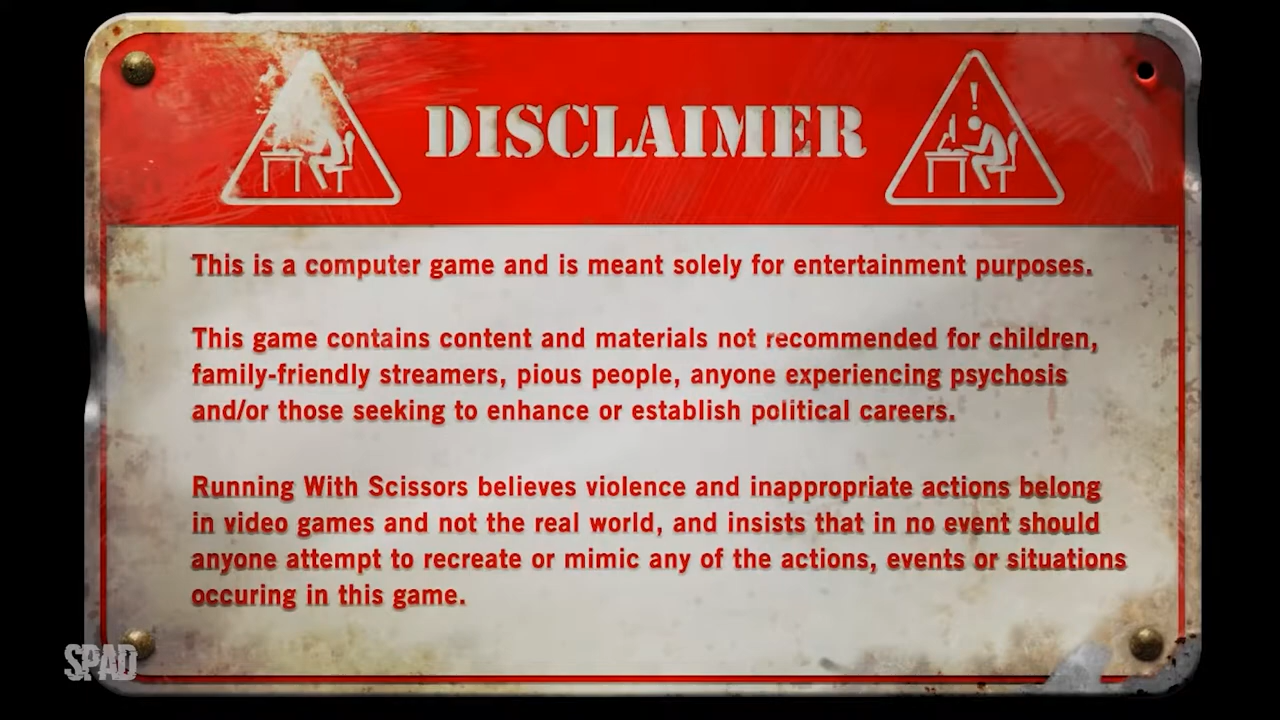 DISCLAIMER
This is a computer game and is meant solely for entertainment purposes.
This game contains content and materials not recommended for children,
family-friendly streamers, pious people, anyone experiencing psychosis
and/or those seeking to enhance or establish political careers.
Running With Scissors believes violence and inappropriate actions belong
in video games and not the real world, and insists that in no event should
anyone attempt to recreate or mimic any of the actions, events or situations
occuring in this game.
SPAD